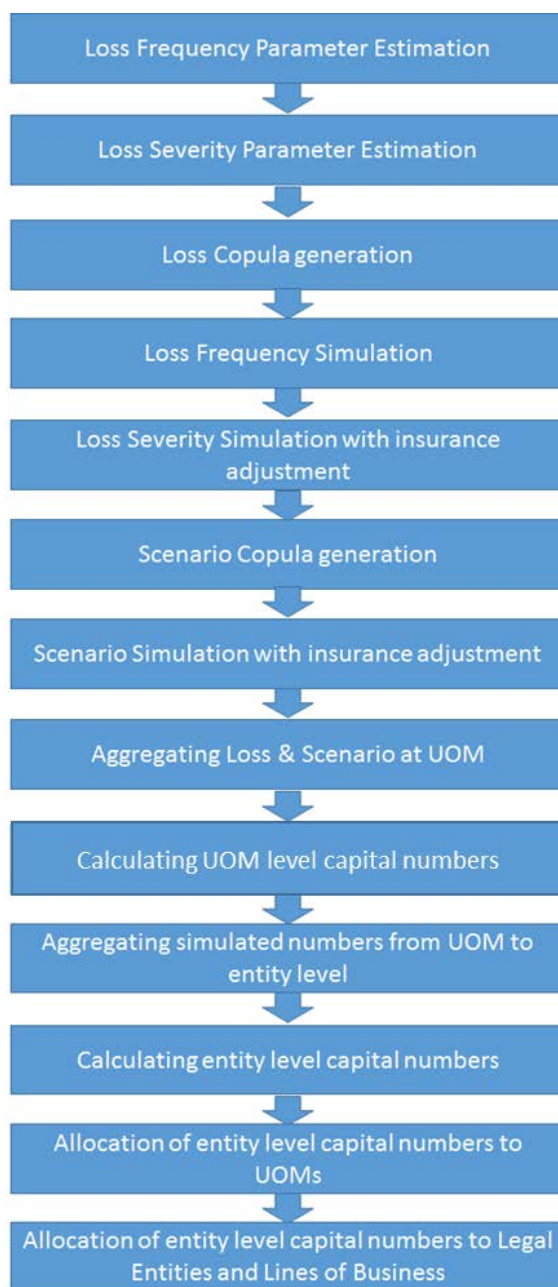 Loss Frequency Parameter Estimation
Loss Severity Parameter Estimation
Loss Copula generation
Loss Frequency Simulation
Loss Severity Simulation with insurance
adjustment
Scenario Copula generation
Scenario Simulation with insurance adjustment
Aggregating Loss & Scenario at UOM
Calculating UOM level capital numbers
Aggregating simulated numbers from UOM to
entity level
Calculating entity level capital numbers
Allocation of entity level capital numbers to
UOMs
Allocation of entity level capital numbers to Legal
Entities and Lines of Business